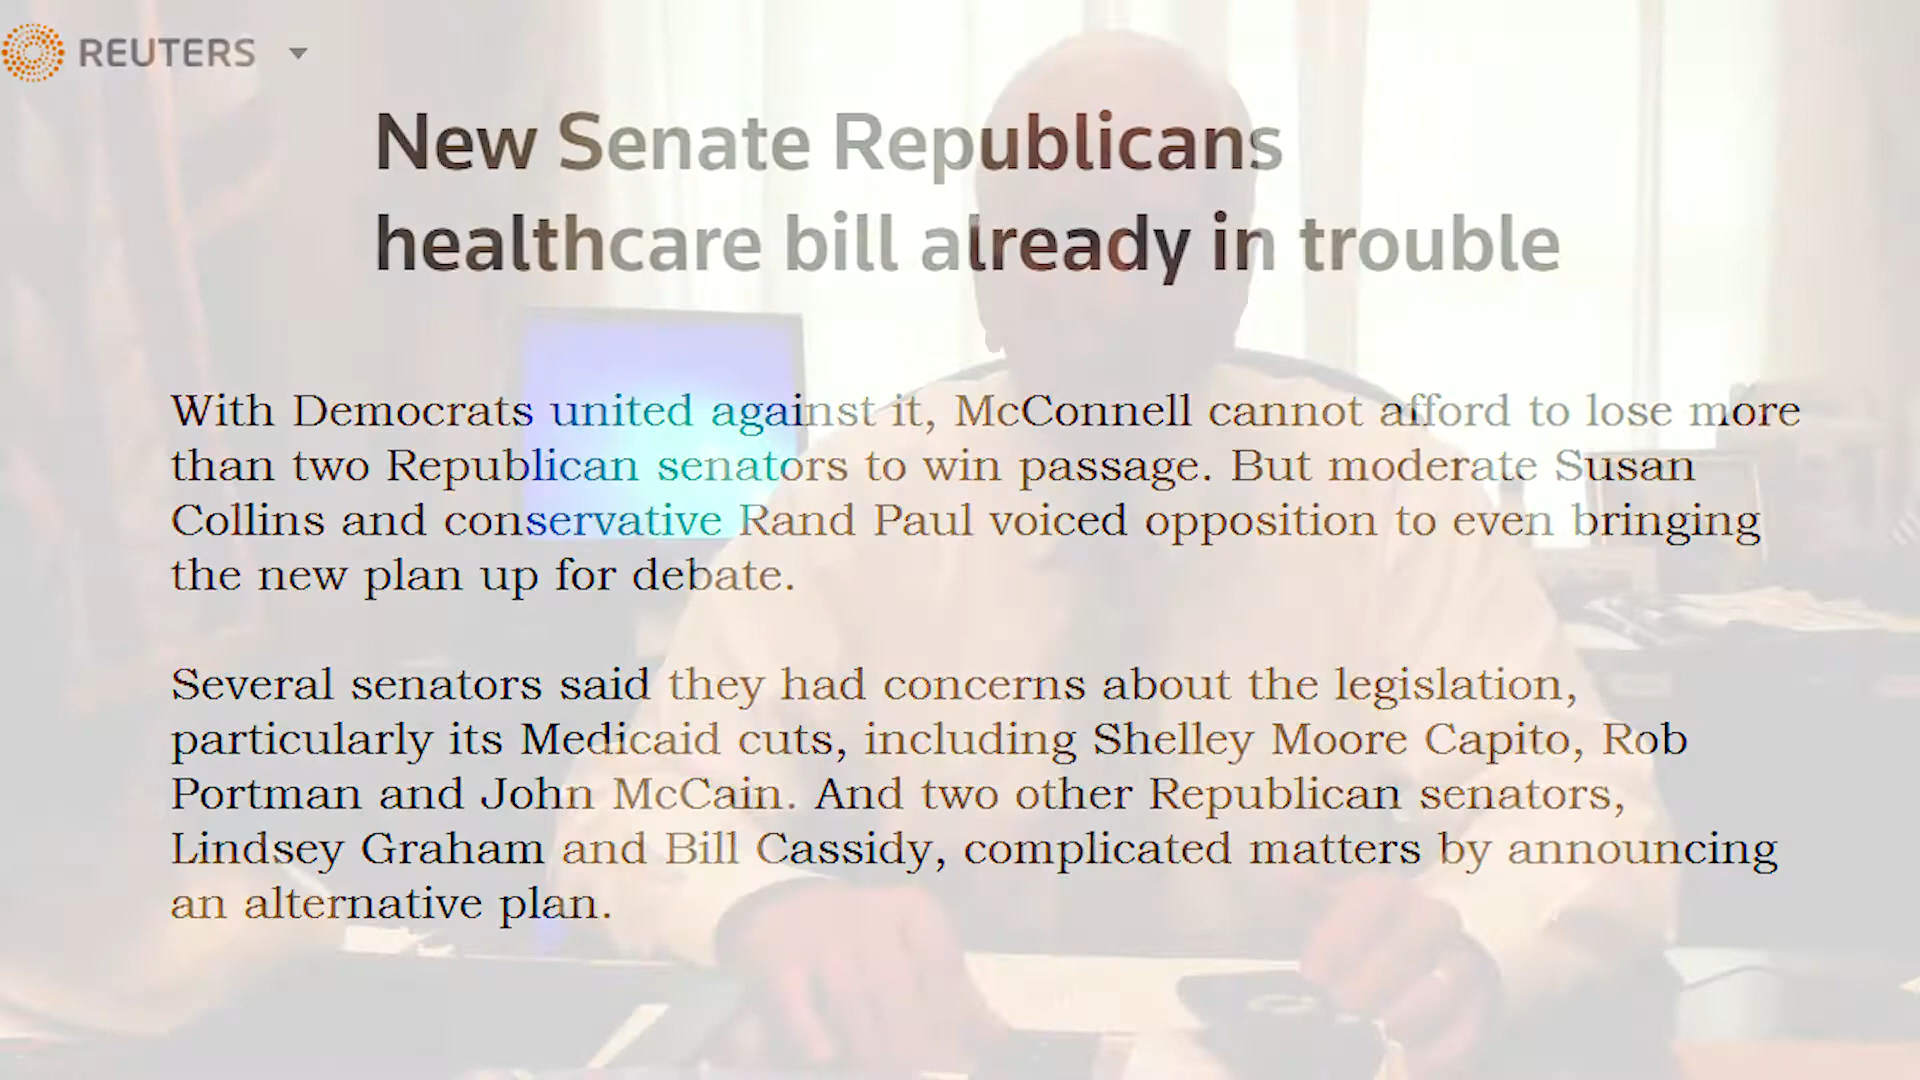 REUTERS
New Senate Republicans
healthcare bill already in trouble
With Democrats united against it, McConnell cannot afford to lose more
than two Republican senators to win passage. But moderate Susan
Collins and conservative Rand Paul voiced opposition to even bringing
the new plan up for debate.
Several senators said they had concerns about the legislation,
particularly its Medicaid cuts, including Shelley Moore Capito, Rob
Portman and John McCain. And two other Republican senators,
Lindsey Graham and Bill Cassidy, complicated matters by announcing
an alternative plan.